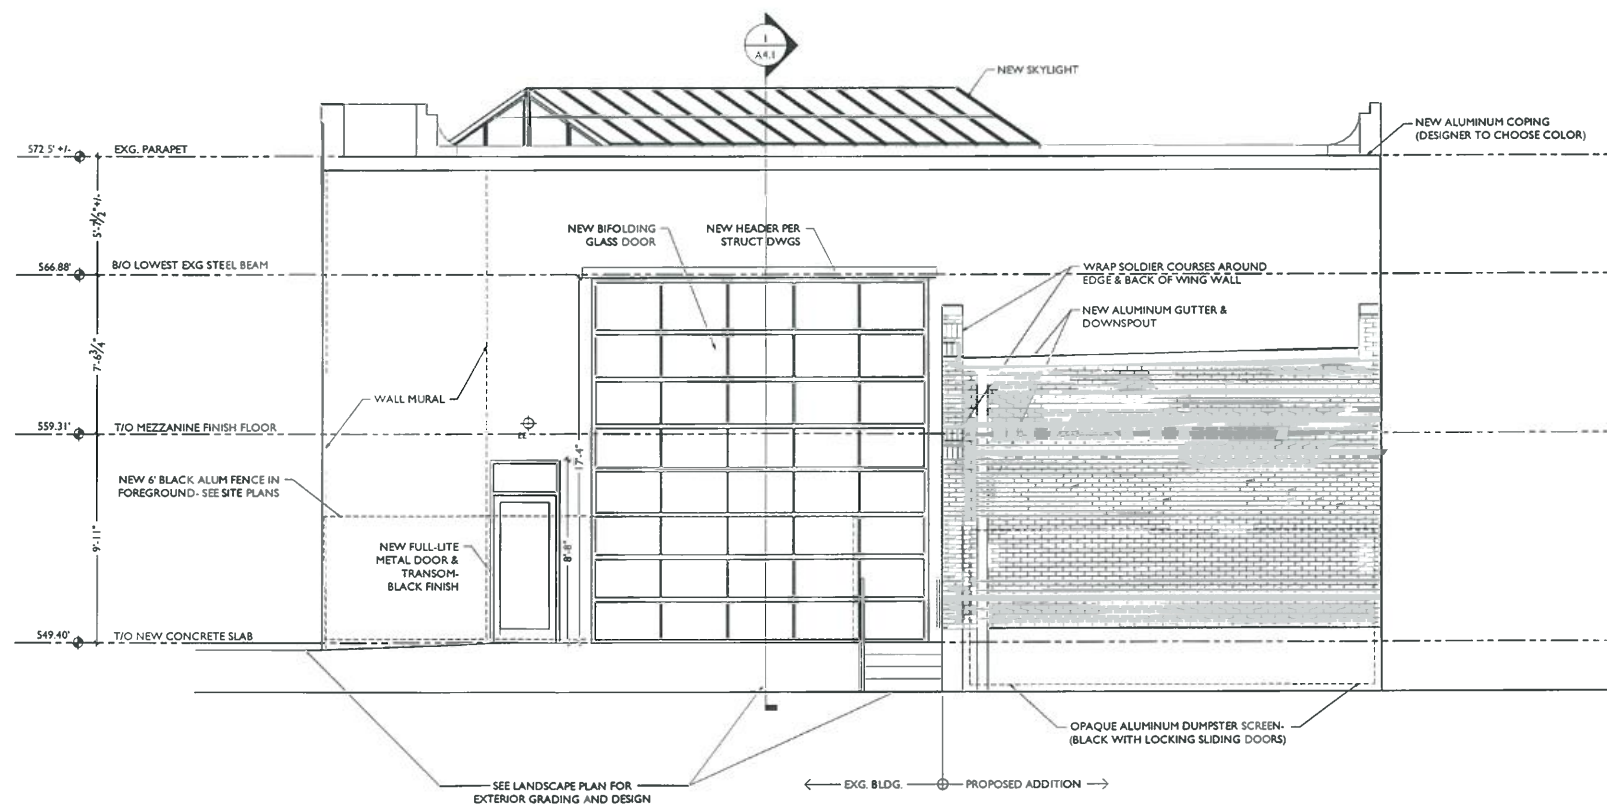 1
A4.1
NEW SKYLIGHT
NEW ALUMINUM COPING
(DESIGNER TO CHOOSE COLOR)
572.5' +/-
EXG. PARAPET
5'-7½"+/-
NEW BIFOLDING
GLASS DOOR
NEW HEADER PER
STRUCT DWGS
566.88'
B/O LOWEST EXG STEEL BEAM
WRAP SOLDIER COURSES AROUND
EDGE & BACK OF WING WALL
NEW ALUMINUM GUTTER &
DOWNSPOUT
7'-6¾"
WALL MURAL
559.31'
T/O MEZZANINE FINISH FLOOR
17'-4"
NEW 6' BLACK ALUM FENCE IN
FOREGROUND- SEE SITE PLANS
9'-11"
8'-8"
NEW FULL-LITE
METAL DOOR &
TRANSOM-
BLACK FINISH
549.40'
T/O NEW CONCRETE SLAB
OPAQUE ALUMINUM DUMPSTER SCREEN-
(BLACK WITH LOCKING SLIDING DOORS)
SEE LANDSCAPE PLAN FOR
EXTERIOR GRADING AND DESIGN
EXG. BLDG.
PROPOSED ADDITION